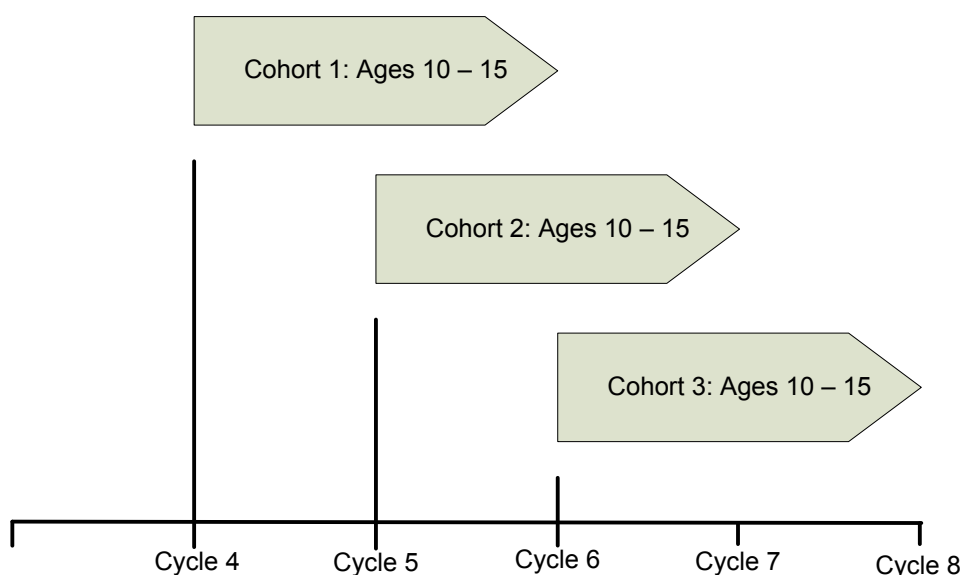 Cohort 1: Ages 10 – 15
Cohort 2: Ages 10 – 15
Cohort 3: Ages 10 – 15
Cycle 4
Cycle 5
Cycle 6
Cycle 7
Cycle 8